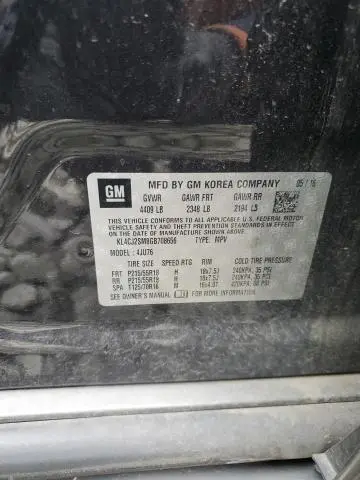 GM
MFD BY GM KOREA COMPANY 05/16
GVWR GAWR FRT GAWR RR
4409 LB 2348 LB 2194 LB
THIS VEHICLE CONFORMS TO ALL APPLICABLE U.S. FEDERAL MOTOR
VEHICLE SAFETY AND THEFT PREVENTION STANDARDS IN EFFECT
ON THE DATE OF MANUFACTURE SHOWN ABOVE.
KL4CJ2SM8GB708656 TYPE: MPV
MODEL: 4JU76
TIRE SIZE SPEED RTG RIM COLD TIRE PRESSURE
FRT P215/55R18 H 18x7.5J 240KPA, 35 PSI
RR P215/55R18 H 18x7.5J 240KPA, 35 PSI
SPA T125/70R16 M 16x4.0T 420KPA, 60 PSI
SEE OWNER'S MANUAL FOR MORE INFORMATION.